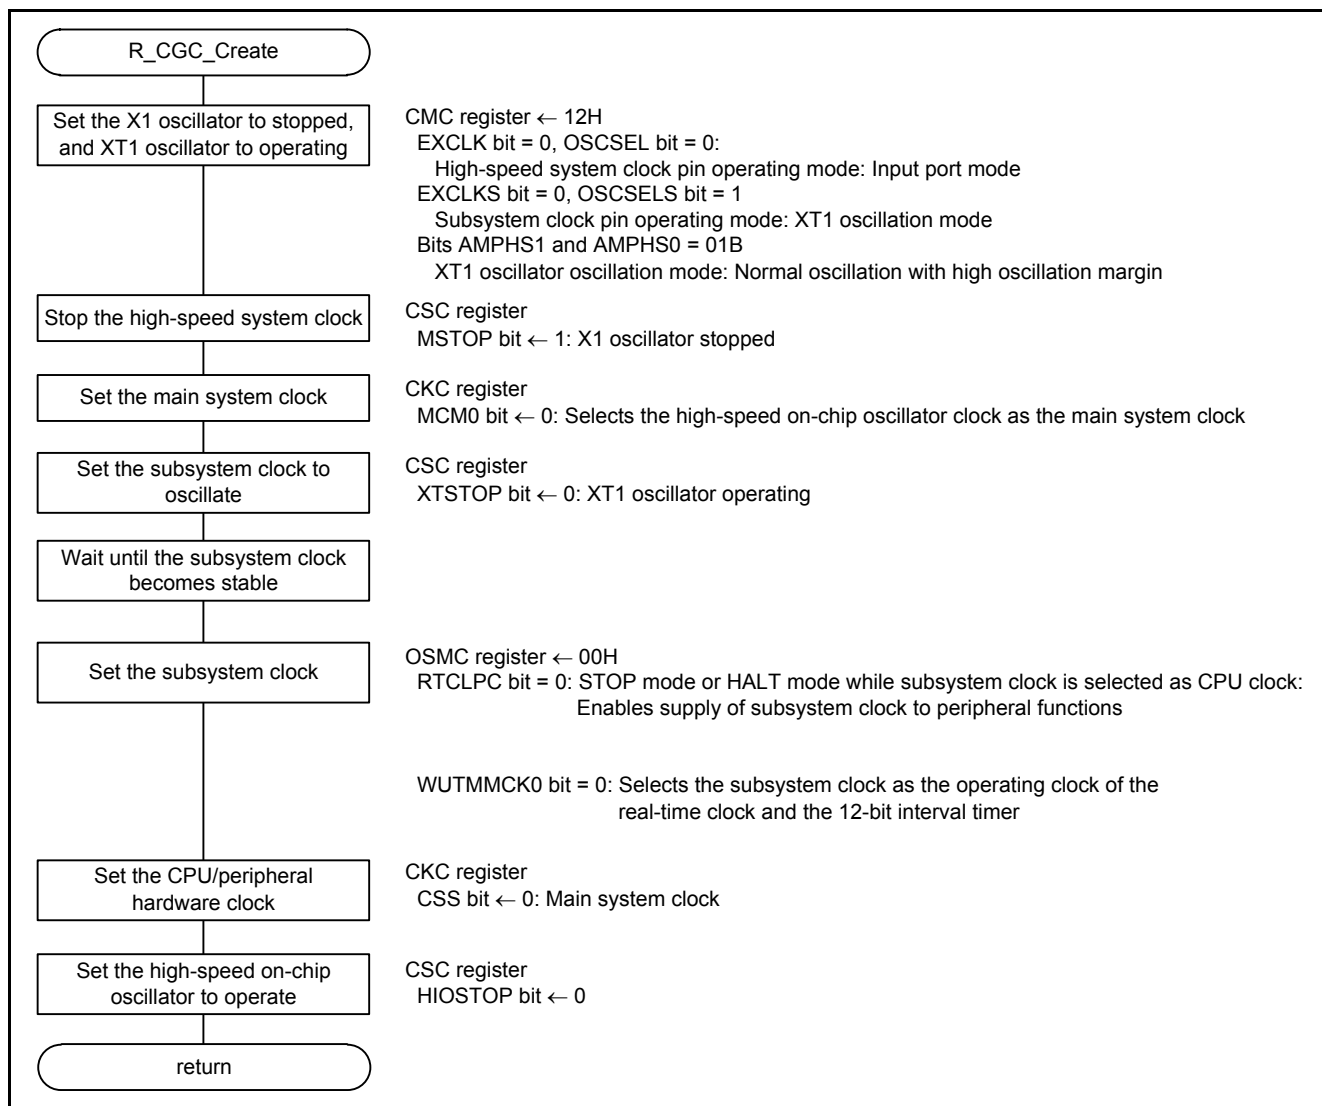 R_CGC_Create
Set the X1 oscillator to stopped,
and XT1 oscillator to operating
CMC register ← 12H
EXCLK bit = 0, OSCSEL bit = 0:
High-speed system clock pin operating mode: Input port mode
EXCLKS bit = 0, OSCSELS bit = 1
Subsystem clock pin operating mode: XT1 oscillation mode
Bits AMPHS1 and AMPHS0 = 01B
XT1 oscillator oscillation mode: Normal oscillation with high oscillation margin
Stop the high-speed system clock
CSC register
MSTOP bit ← 1: X1 oscillator stopped
Set the main system clock
CKC register
MCM0 bit ← 0: Selects the high-speed on-chip oscillator clock as the main system clock
Set the subsystem clock to
oscillate
CSC register
XTSTOP bit ← 0: XT1 oscillator operating
Wait until the subsystem clock
becomes stable
Set the subsystem clock
OSMC register ← 00H
RTCLPC bit = 0: STOP mode or HALT mode while subsystem clock is selected as CPU clock:
Enables supply of subsystem clock to peripheral functions
WUTMMCK0 bit = 0: Selects the subsystem clock as the operating clock of the
real-time clock and the 12-bit interval timer
Set the CPU/peripheral
hardware clock
CKC register
CSS bit ← 0: Main system clock
Set the high-speed on-chip
oscillator to operate
CSC register
HIOSTOP bit ← 0
return